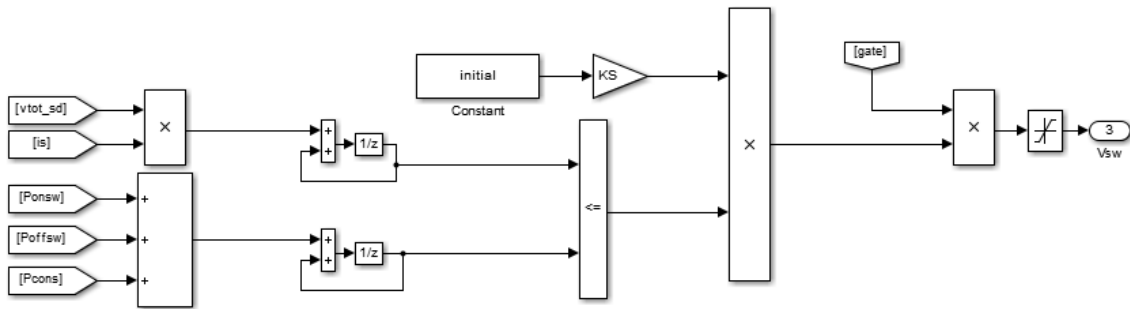 [gate]
initial
KS
Constant
[vtot_sd]
[is]
×
+
+
1/z
×
×
3
Vsw
<=
[Ponsw]
[Poffsw]
[Pcons]
+
+
+
+
+
1/z